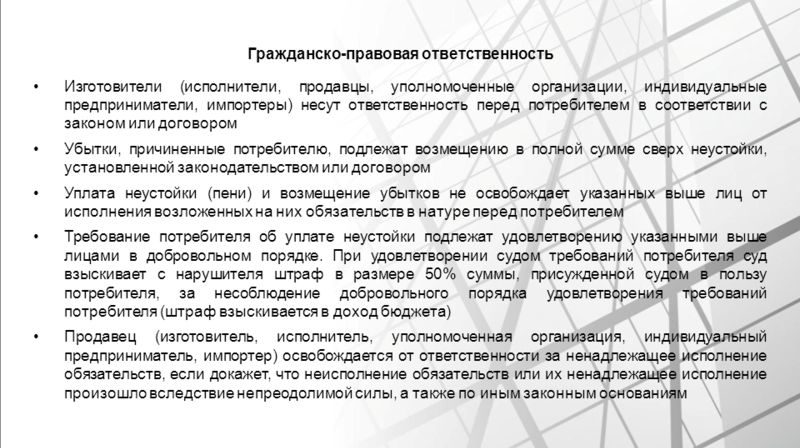 Гражданско-правовая ответственность
• Изготовители (исполнители, продавцы, уполномоченные организации, индивидуальные
предприниматели, импортеры) несут ответственность перед потребителем в соответствии с
законом или договором
• Убытки, причиненные потребителю, подлежат возмещению в полной сумме сверх неустойки,
установленной законодательством или договором
• Уплата неустойки (пени) и возмещение убытков не освобождает указанных выше лиц от
исполнения возложенных на них обязательств в натуре перед потребителем
• Требование потребителя об уплате неустойки подлежат удовлетворению указанными выше
лицами в добровольном порядке. При удовлетворении судом требований потребителя суд
взыскивает с нарушителя штраф в размере 50% суммы, присужденной судом в пользу
потребителя, за несоблюдение добровольного порядка удовлетворения требований
потребителя (штраф взыскивается в доход бюджета)
• Продавец (изготовитель, исполнитель, уполномоченная организация, индивидуальный
предприниматель, импортер) освобождается от ответственности за ненадлежащее исполнение
обязательств, если докажет, что неисполнение обязательств или их ненадлежащее исполнение
произошло вследствие непреодолимой силы, а также по иным законным основаниям